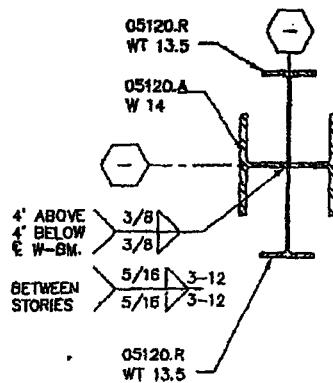 05120.R
WT 13.5
05120.A
W 14
4' ABOVE
4' BELOW
℄ W-BM.
3/8
3/8
BETWEEN
STORIES
5/16 3-12
5/16 3-12
05120.R
WT 13.5